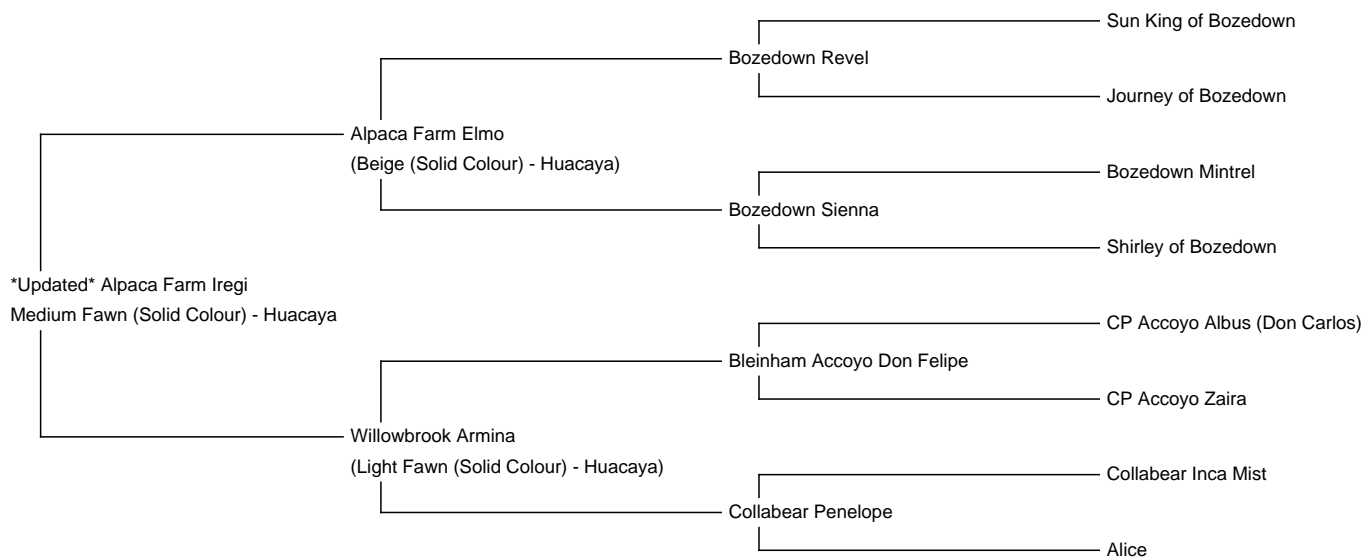 Sun King of Bozedown
Bozedown Revel
Journey of Bozedown
Alpaca Farm Elmo
(Beige (Solid Colour) - Huacaya)
Bozedown Mintrel
Bozedown Sienna
Shirley of Bozedown
*Updated* Alpaca Farm Iregi
Medium Fawn (Solid Colour) - Huacaya
CP Accoyo Albus (Don Carlos)
Bleinham Accoyo Don Felipe
CP Accoyo Zaira
Willowbrook Armina
(Light Fawn (Solid Colour) - Huacaya)
Collabear Inca Mist
Collabear Penelope
Alice